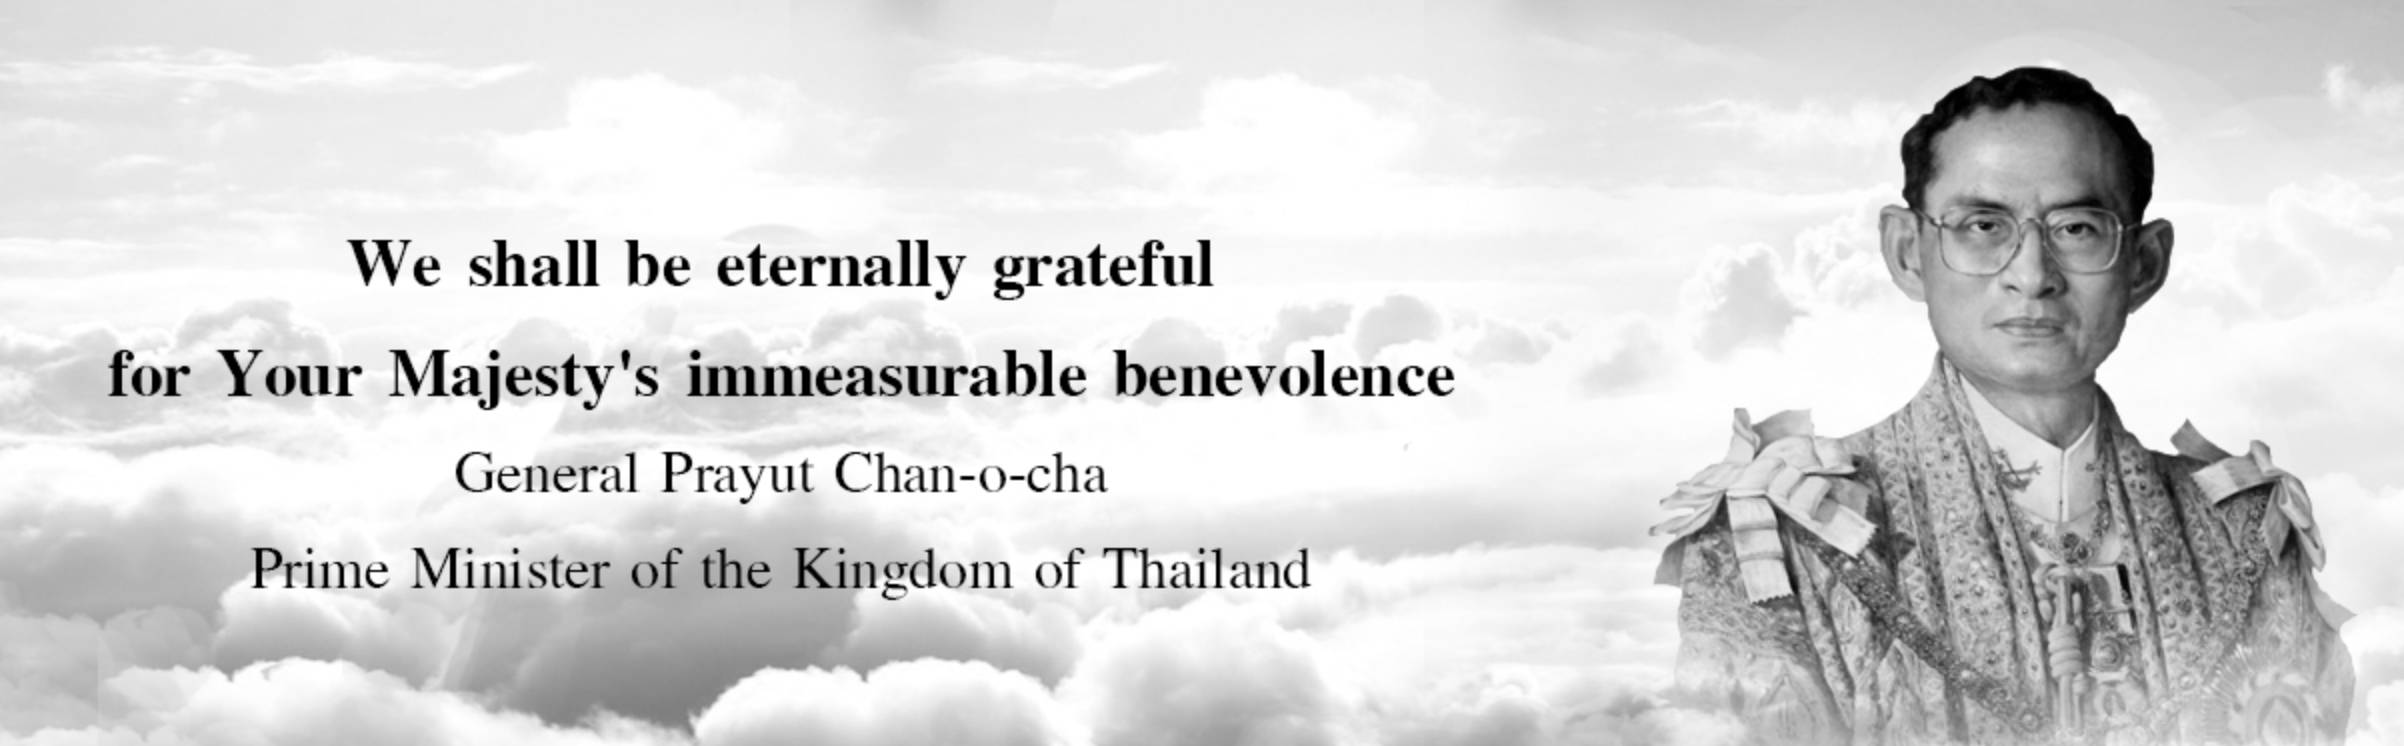 We shall be eternally grateful
for Your Majesty's immeasurable benevolence
General Prayut Chan-o-cha
Prime Minister of the Kingdom of Thailand